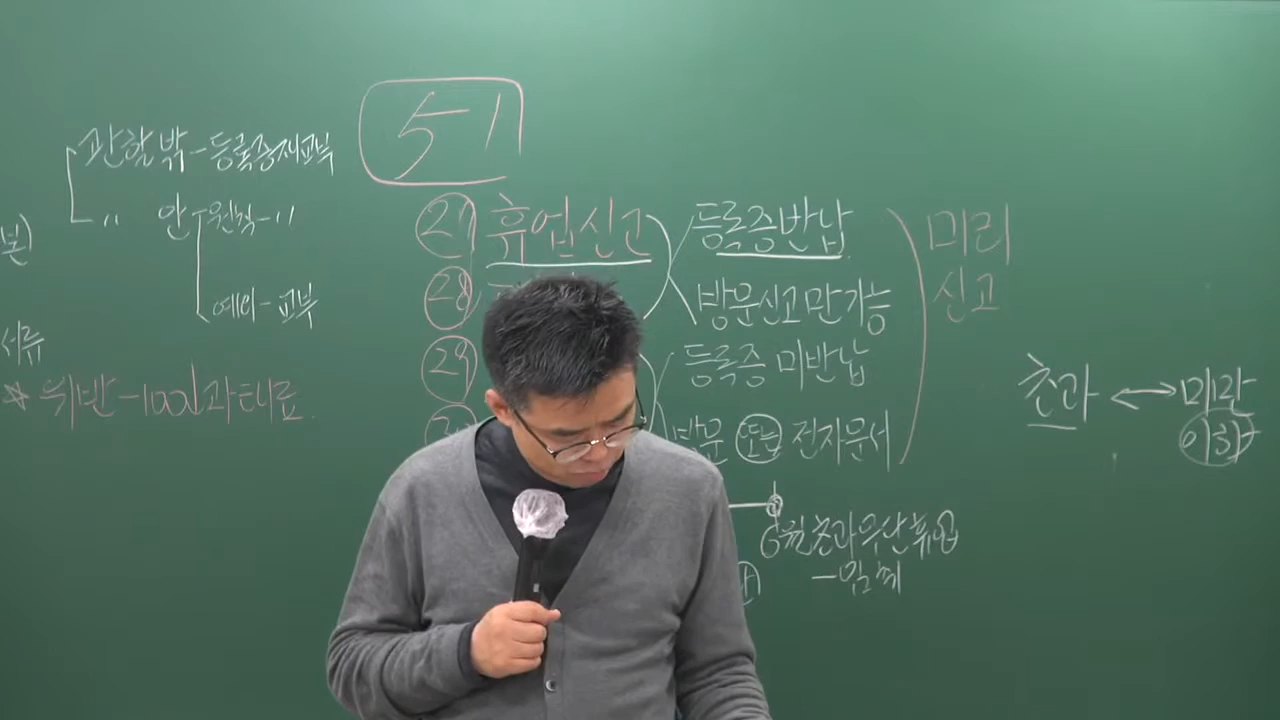 5-1
관할 밖 - 등록증재교부
〃 안 원칙 - 〃
예외 - 교부
본)
서류
☆ 위반 - 100↓과태료
27 휴업신고
28
29
등록증반납
방문신고만가능
등록증 미반납
방문 또는 전자문서
미리
신고
초과 ↔ 미만
이하
6월초과무단휴업